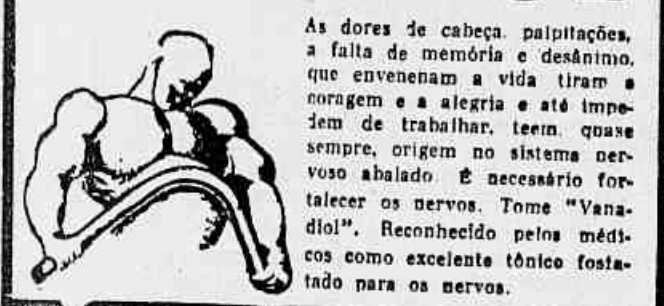 As dores de cabeça, palpitações,
a falta de memória e desânimo,
que envenenam a vida tiram a
coragem e a alegria e até impe-
dem de trabalhar, teem, quase
sempre, origem no sistema ner-
voso abalado. É necessário for-
talecer os nervos. Tome "Vana-
diol". Reconhecido pelos médi-
cos como excelente tônico fosfa-
tado para os nervos.